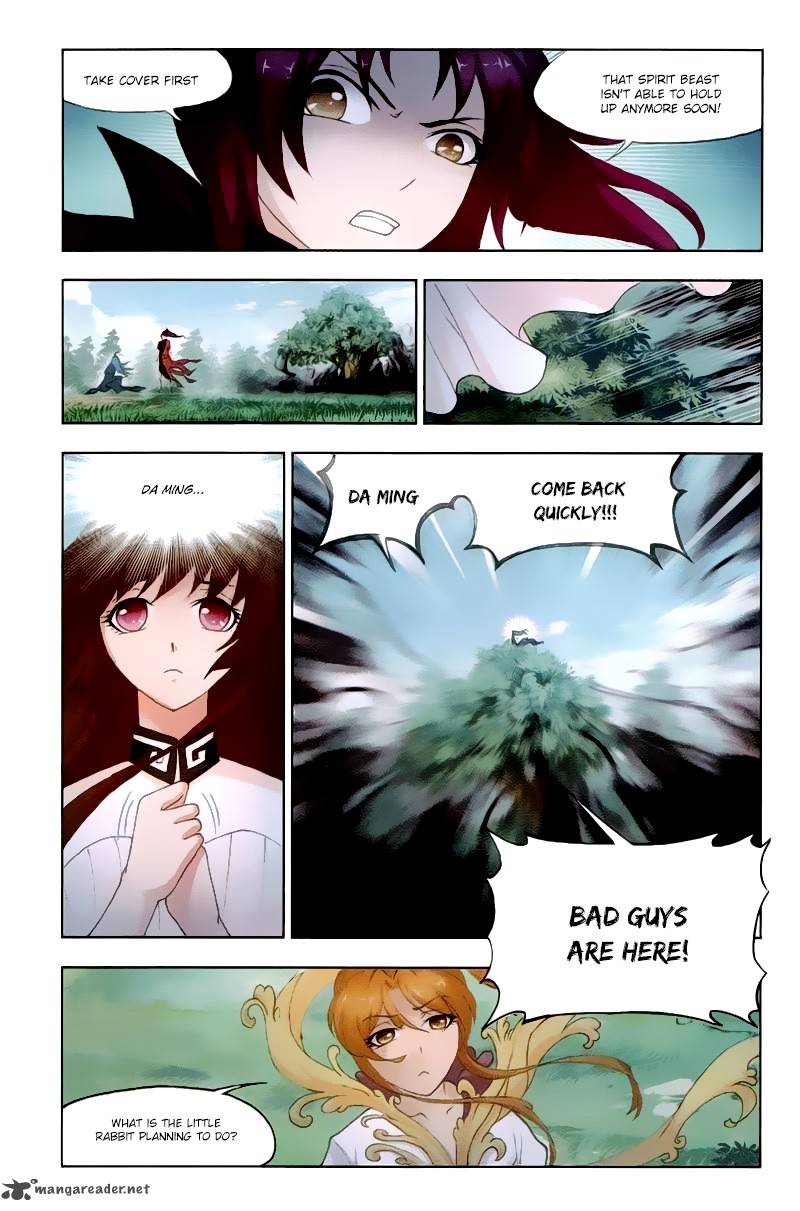 TAKE COVER FIRST
THAT SPIRIT BEAST
ISN'T ABLE TO HOLD
UP ANYMORE SOON!
DA MING...
DA MING
COME BACK
QUICKLY!!!
BAD GUYS
ARE HERE!
WHAT IS THE LITTLE
RABBIT PLANNING TO DO?
mangareader.net